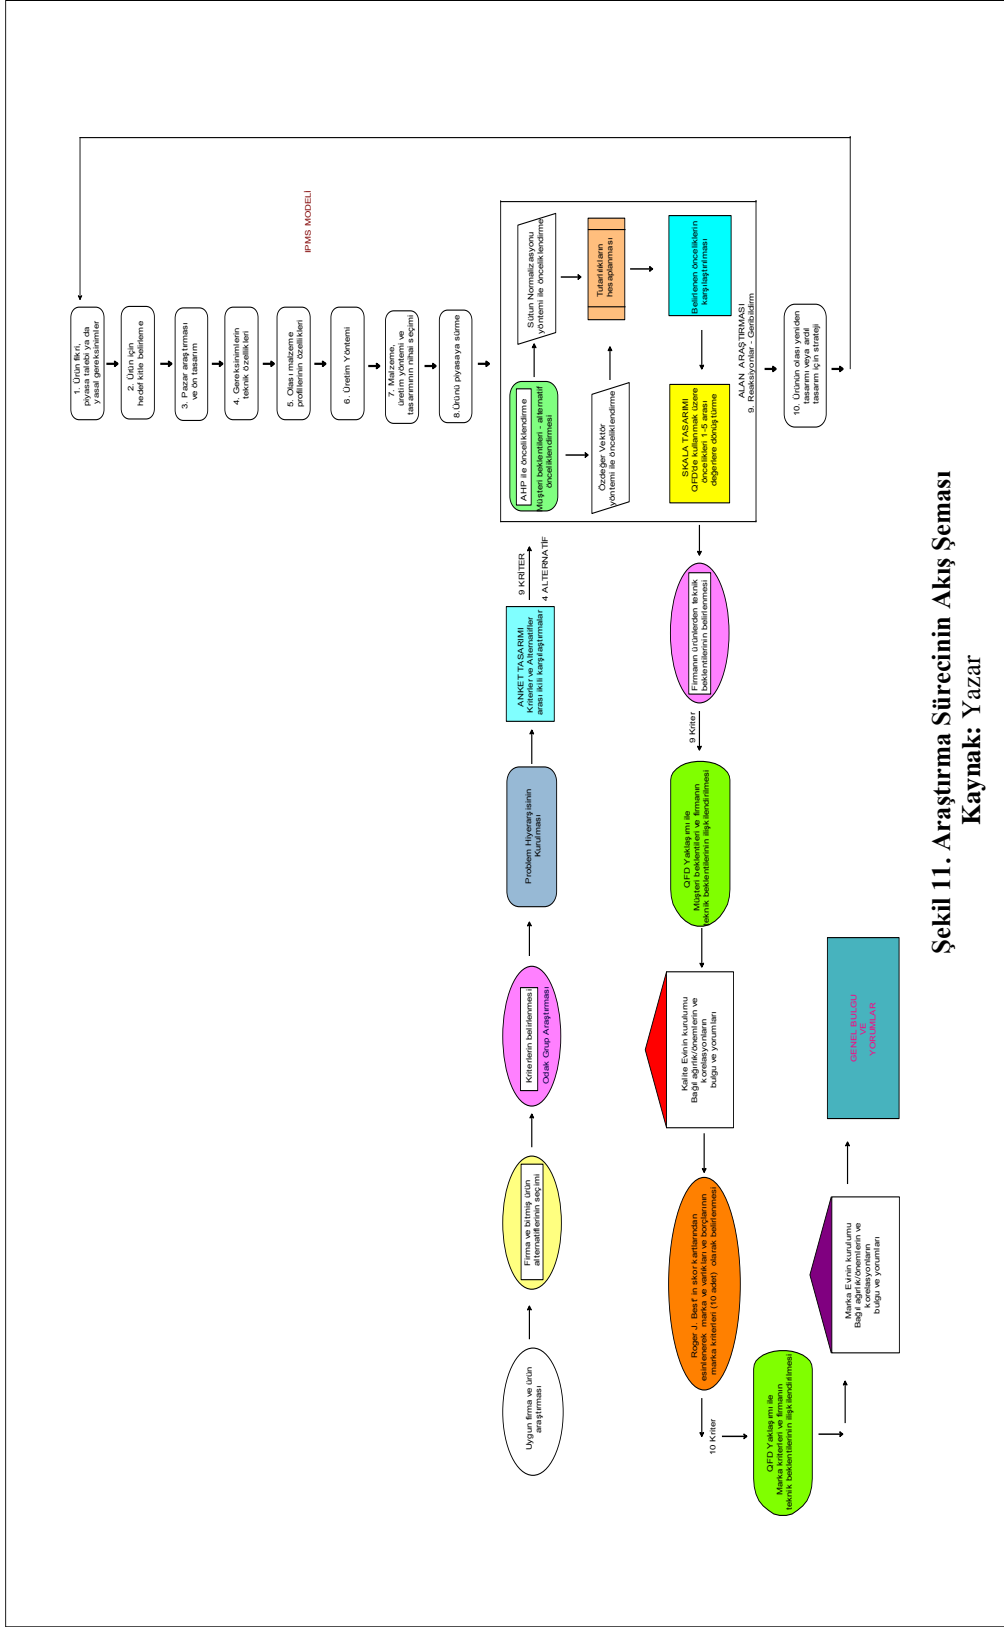 IPMS MODELİ
1. Ürün fikri,
piyasa talebi ya da
yasal gereksinimler
2. Ürün için
hedef kitle belirleme
3. Pazar araştırması
ve ön tasarım
4. Gereksinimlerin
teknik özellikleri
5. Olası malzeme
profillerinin özellikleri
6. Üretim Yöntemi
7. Malzeme,
üretim yöntemi ve
tasarımının nihai seçimi
8.Ürünü piyasaya sürme
Uygun firma ve ürün
araştırması
Firma ve bitmiş ürün
alternatiflerinin seçimi
Kriterlerin belirlenmesi
Odak Grup Araştırması
Problem Hiyerarşisinin
Kurulması
ANKET TASARIMI
Kriterler ve Alternatifler
arası ikili karşılaştırmalar
9 KRİTER
4 ALTERNATİF
AHP ile önceliklendirme
Müşteri beklentileri - alternatif
önceliklendirmesi
Sütun Normalizasyonu
yöntemi ile önceliklendirme
Özdeğer Vektör
yöntemi ile önceliklendirme
Tutarlılıkların
hesaplanması
Belirlenen önceliklerin
karşılaştırılması
SKALA TASARIMI
QFD'de kullanmak üzere
öncelikleri 1-5 arası
değerlere dönüştürme
ALAN ARAŞTIRMASI
9. Reaksiyonlar - Geribildirm
10. Ürünün olası yeniden
tasarımı veya ardıl
tasarım için strateji
Firmanın ürünlerden teknik
beklentilerinin belirlenmesi
9 Kriter
QFD Yaklaşımı ile
Müşteri beklentileri ve firmanın
teknik beklentilerinin ilişkilendirilmesi
Kalite Evinin kurulumu
Bağıl ağırlık/önemlerin ve
korelasyonların
bulgu ve yorumları
Roger J. Best' in skor kartlarından
esinlenerek marka ve varlıkları ve borçlarının
marka kriterleri (10 adet) olarak belirlenmesi
10 Kriter
QFD Yaklaşımı ile
Marka kriterleri ve firmanın
teknik beklentilerinin ilişkilendirilmesi
Marka Evinin kurulumu
Bağıl ağırlık/önemlerin ve
korelasyonların
bulgu ve yorumları
GENEL BULGU
VE
YORUMLAR
Şekil 11. Araştırma Sürecinin Akış Şeması
Kaynak: Yazar